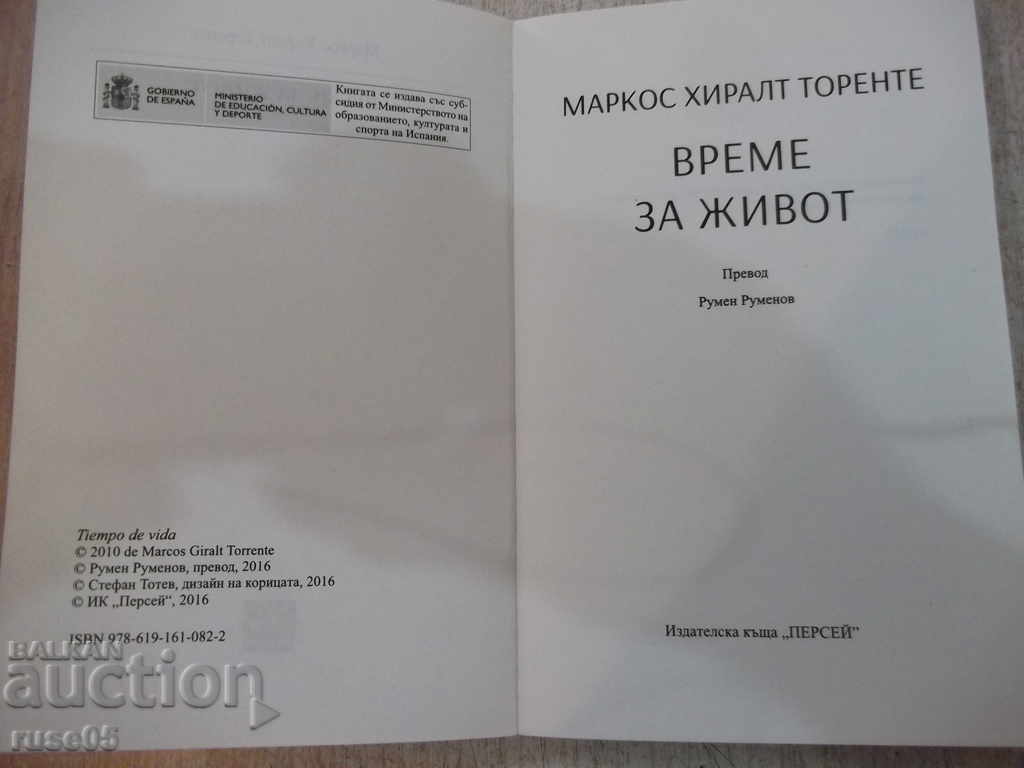 GOBIERNO
DE ESPAÑA
MINISTERIO
DE EDUCACIÓN, CULTURA
Y DEPORTE
Книгата се издава със суб-
сидия от Министерството на
образованието, културата и
спорта на Испания.
Tiempo de vida
© 2010 de Marcos Giralt Torrente
© Румен Руменов, превод, 2016
© Стефан Тотев, дизайн на корицата, 2016
© ИК „Персей”, 2016
ISBN 978-619-161-082-2
МАРКОС ХИРАЛТ ТОРЕНТЕ
ВРЕМЕ
ЗА ЖИВОТ
Превод
Румен Руменов
Издателска къща „ПЕРСЕЙ”
BALKAN
auction
ruse05